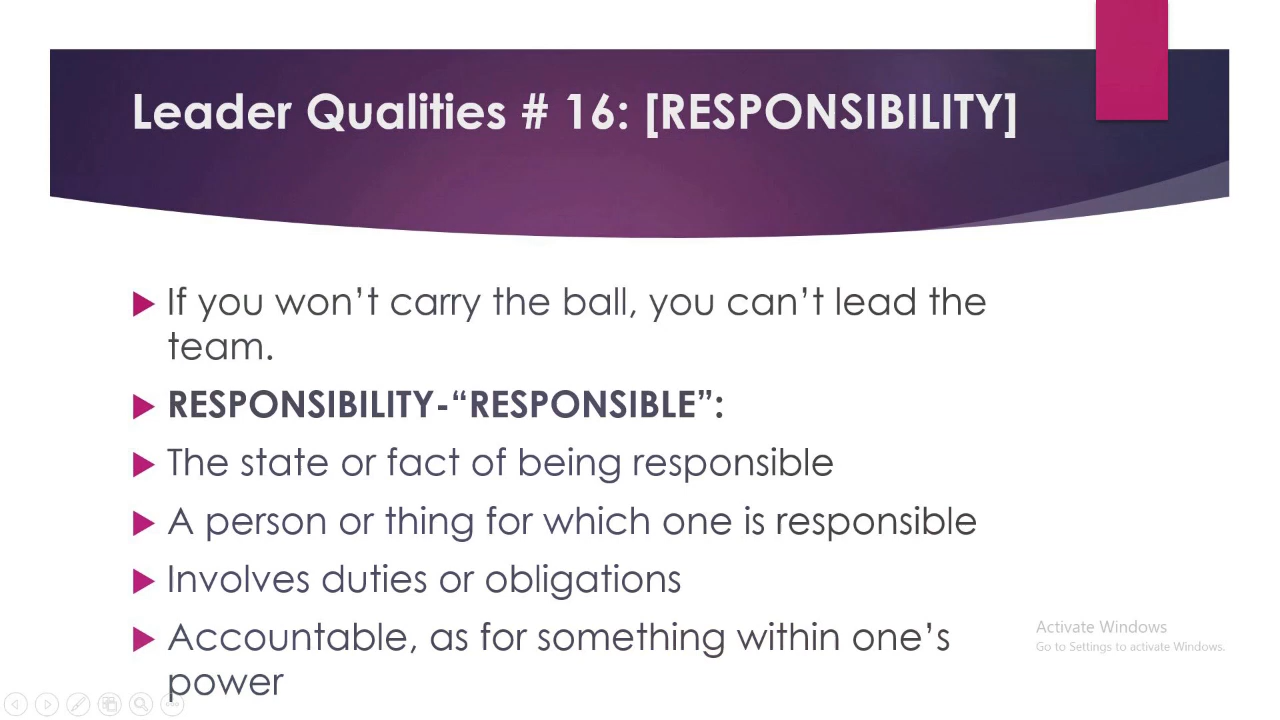 Leader Qualities # 16: [RESPONSIBILITY]
If you won’t carry the ball, you can’t lead the
team.
RESPONSIBILITY-“RESPONSIBLE”:
The state or fact of being responsible
A person or thing for which one is responsible
Involves duties or obligations
Accountable, as for something within one’s
power
Activate Windows
Go to Settings to activate Windows.